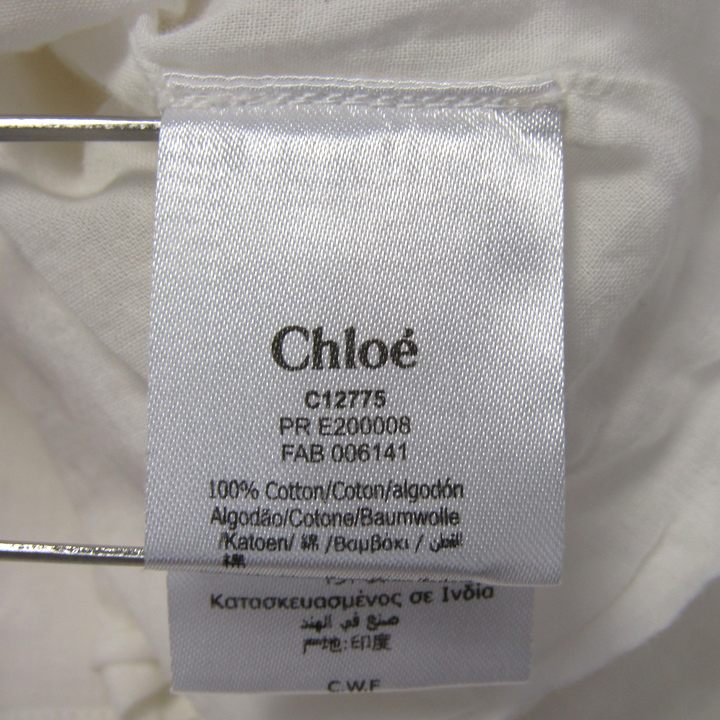 Chloé
C12775
PR E200008
FAB 006141
100% Cotton/Coton/algodón
Algodão/Cotone/Baumwolle
/Katoen/ 綿 /Βαμβάκι / القطن
棉
Κατασκευασμένος σε Ινδία
صنع في الهند
产地:印度
C.W.F